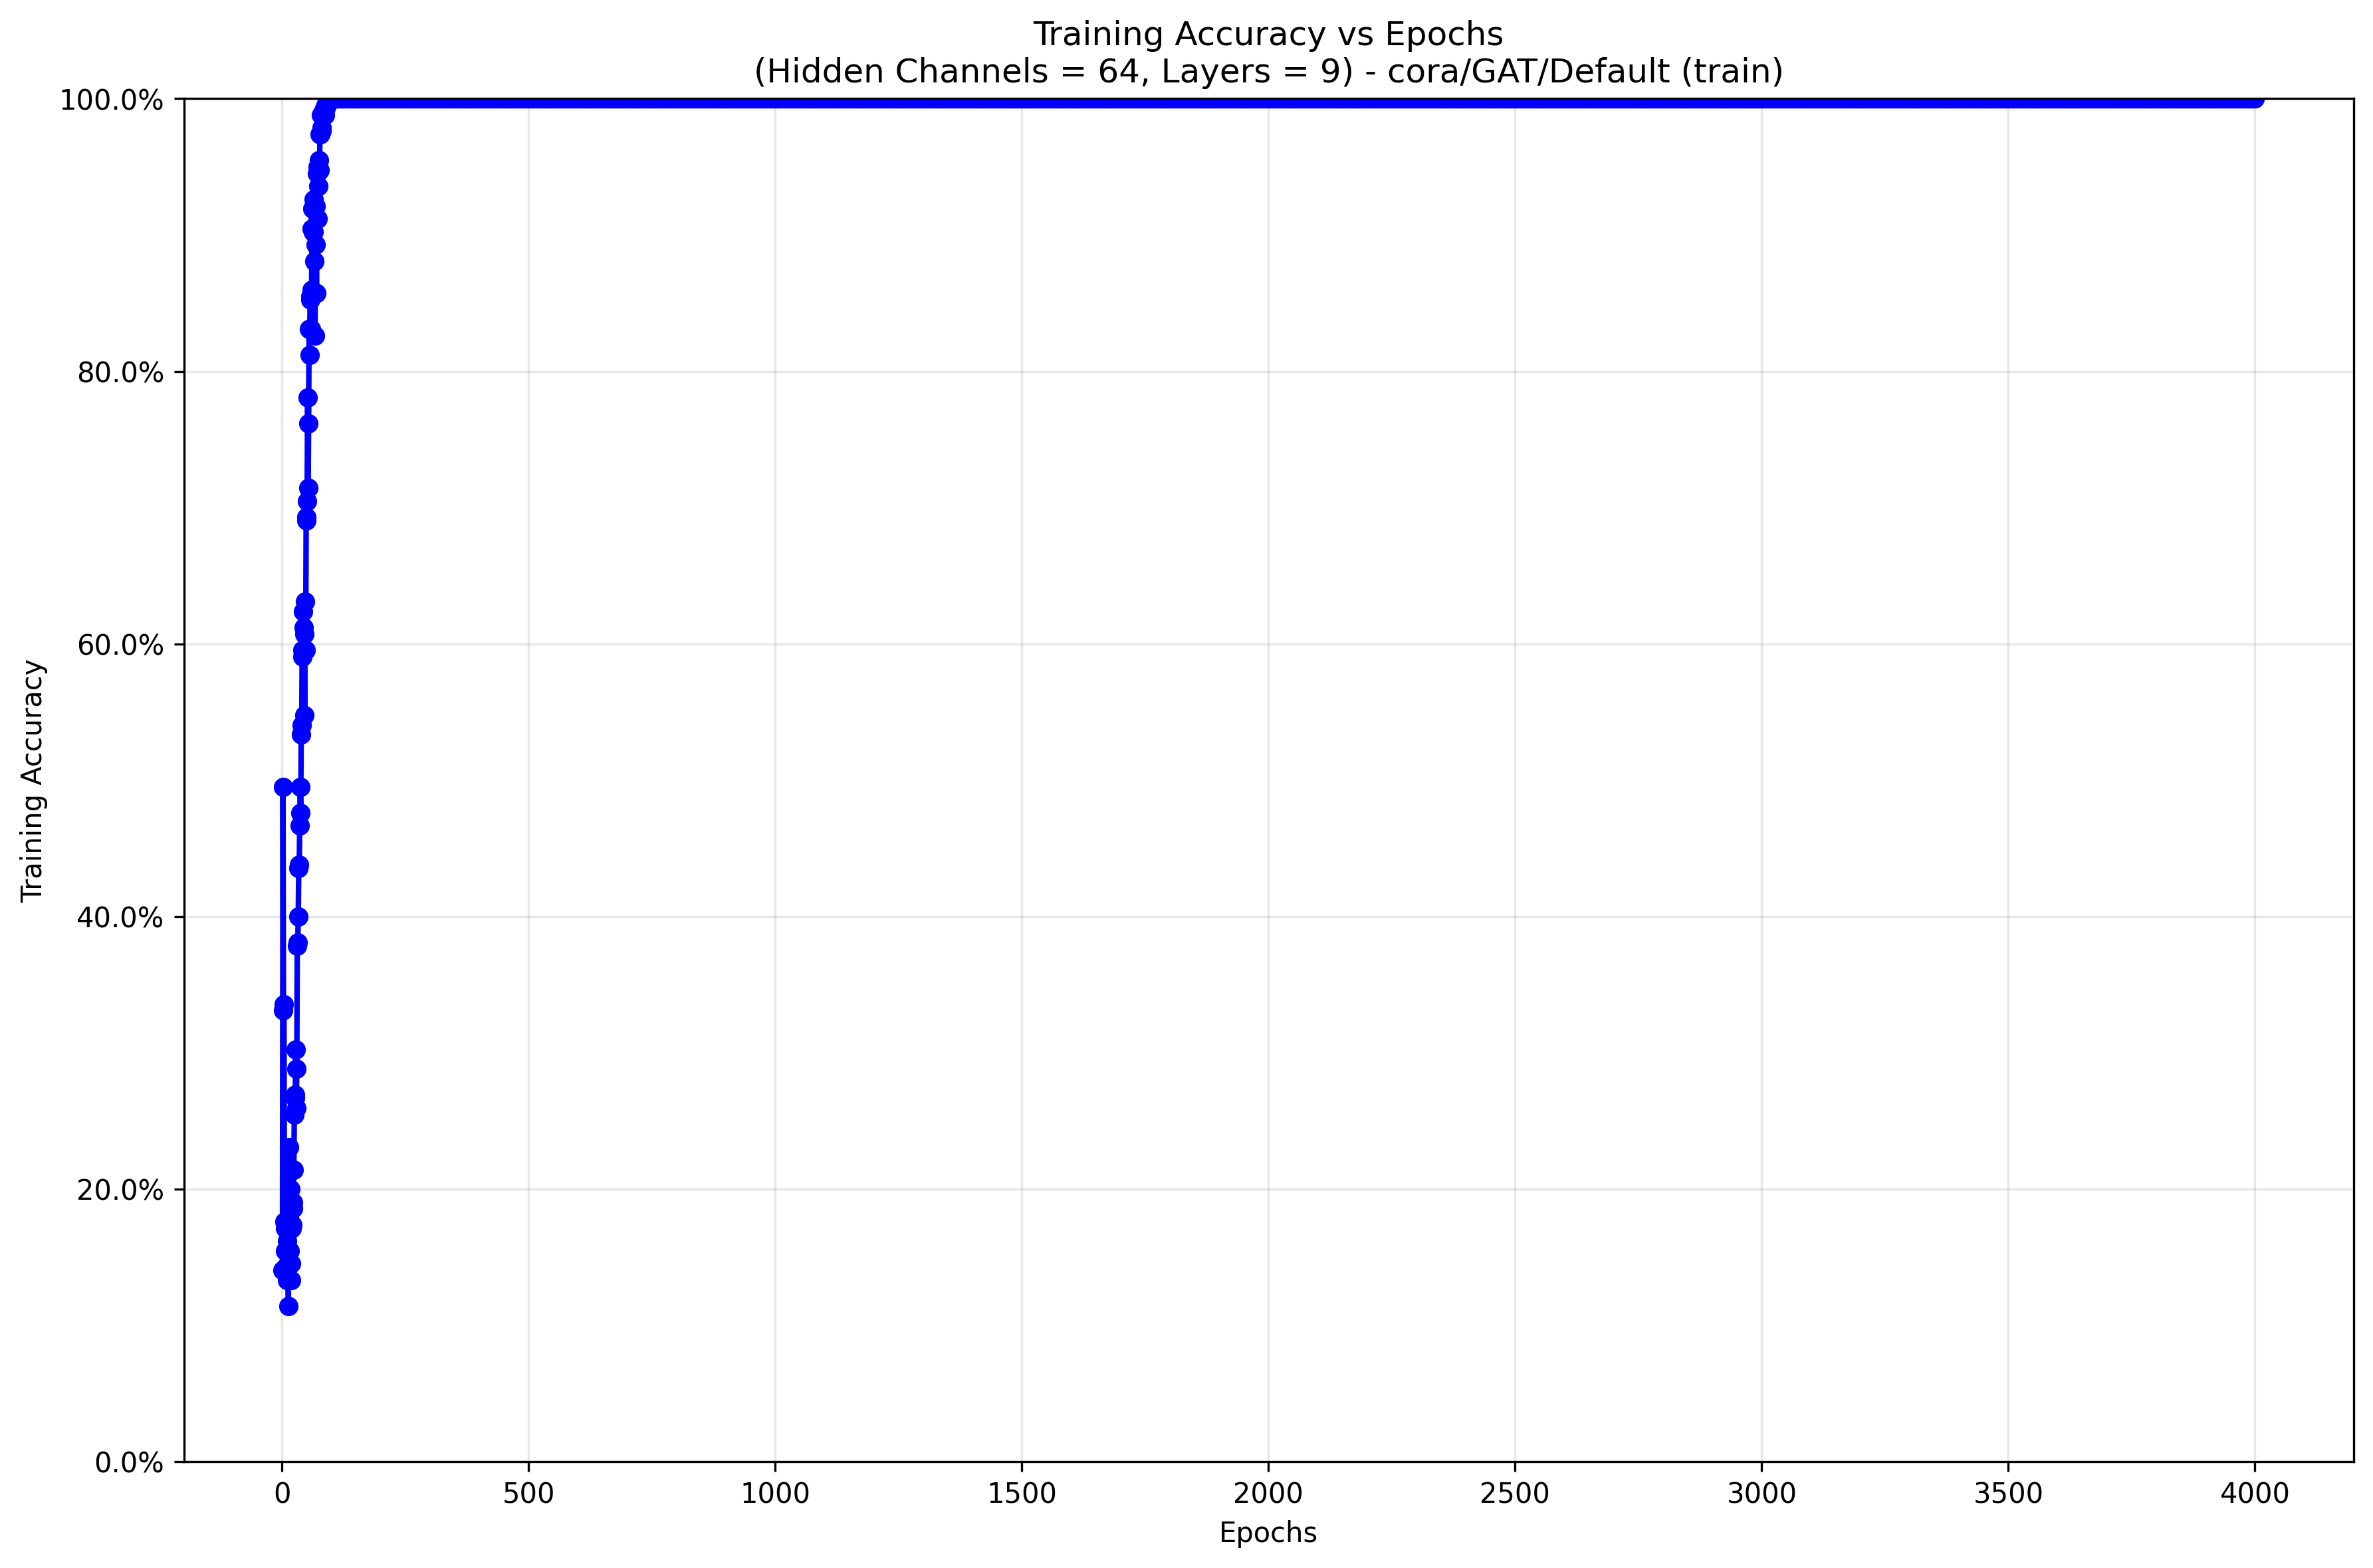 Training Accuracy vs Epochs
(Hidden Channels = 64, Layers = 9) - cora/GAT/Default (train)
100.0%
80.0%
60.0%
40.0%
20.0%
0.0%
Training Accuracy
0 500 1000 1500 2000 2500 3000 3500 4000
Epochs